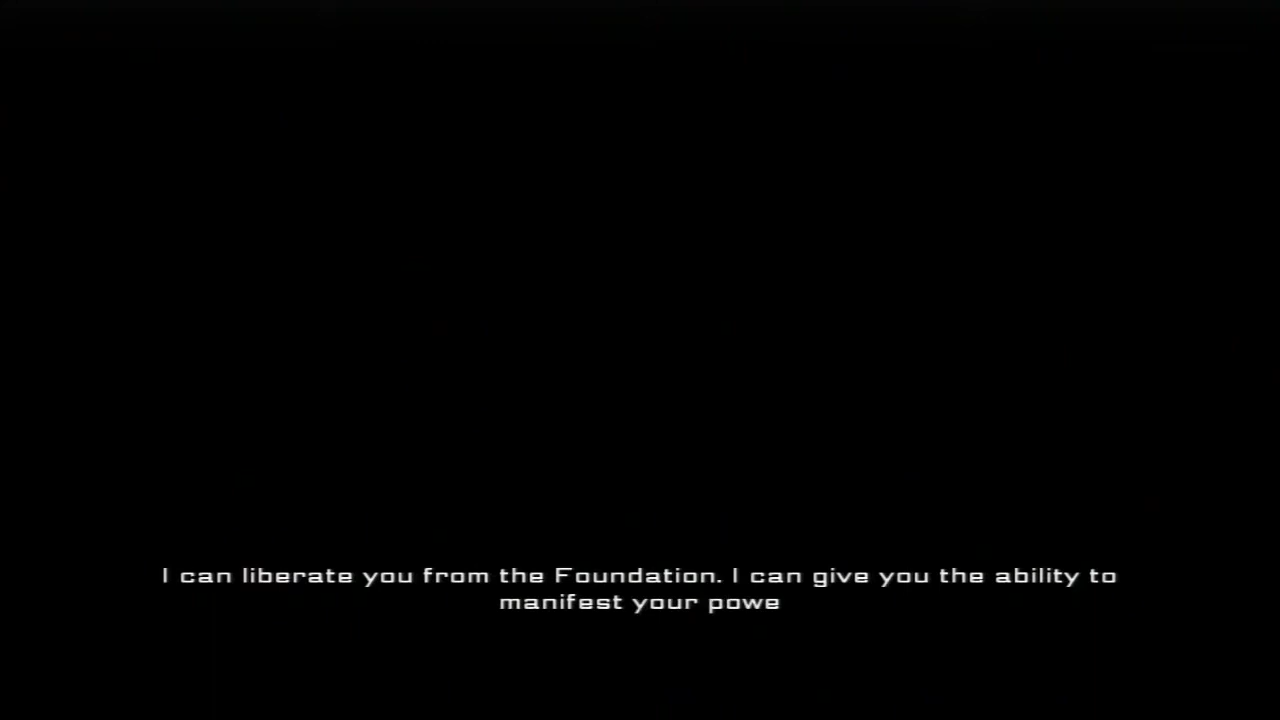 I can liberate you from the Foundation. I can give you the ability to
manifest your powe